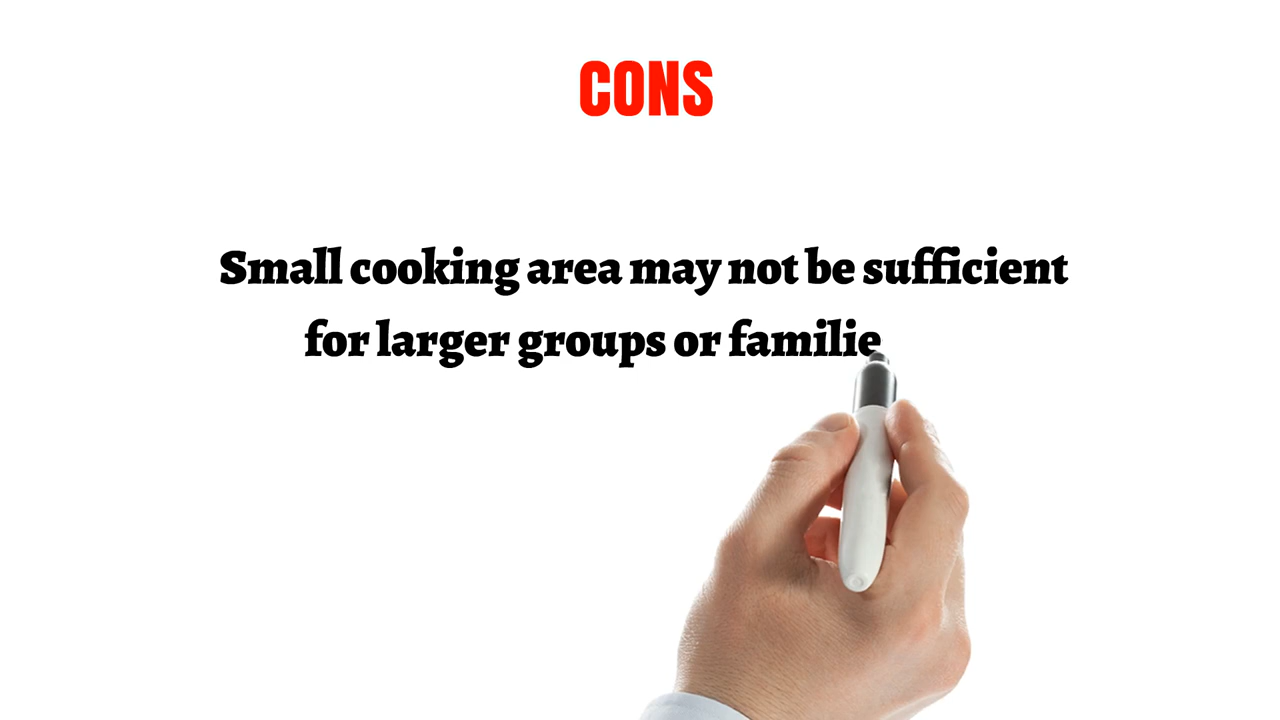 CONS
Small cooking area may not be sufficient
for larger groups or familie